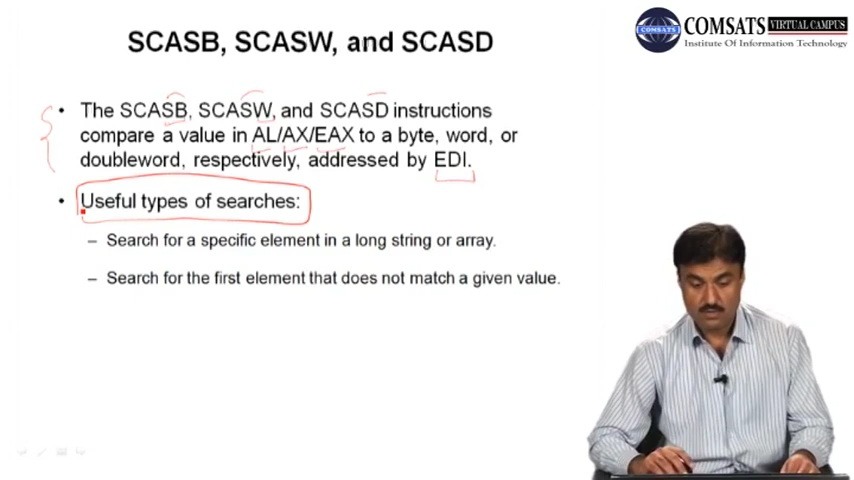 COMSATS VIRTUAL CAMPUS
COMSATS
Institute Of Information Technology
SCASB, SCASW, and SCASD
• The SCASB, SCASW, and SCASD instructions
compare a value in AL/AX/EAX to a byte, word, or
doubleword, respectively, addressed by EDI.
• Useful types of searches:
– Search for a specific element in a long string or array.
– Search for the first element that does not match a given value.